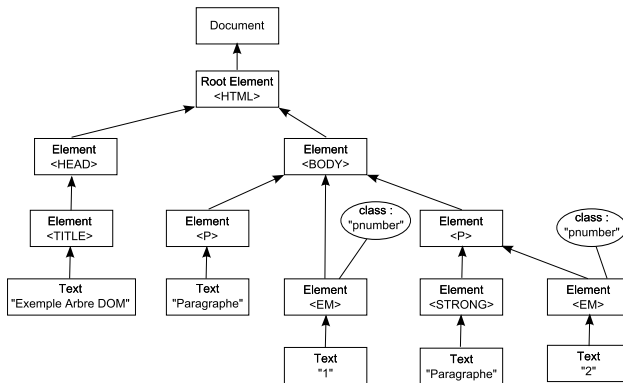 Document
Root Element
<HTML>
Element
<HEAD>
Element
<BODY>
Element
<TITLE>
Element
<P>
class :
"pnumber"
Element
<P>
class :
"pnumber"
Text
"Exemple Arbre DOM"
Text
"Paragraphe"
Element
<EM>
Element
<STRONG>
Element
<EM>
Text
"1"
Text
"Paragraphe"
Text
"2"